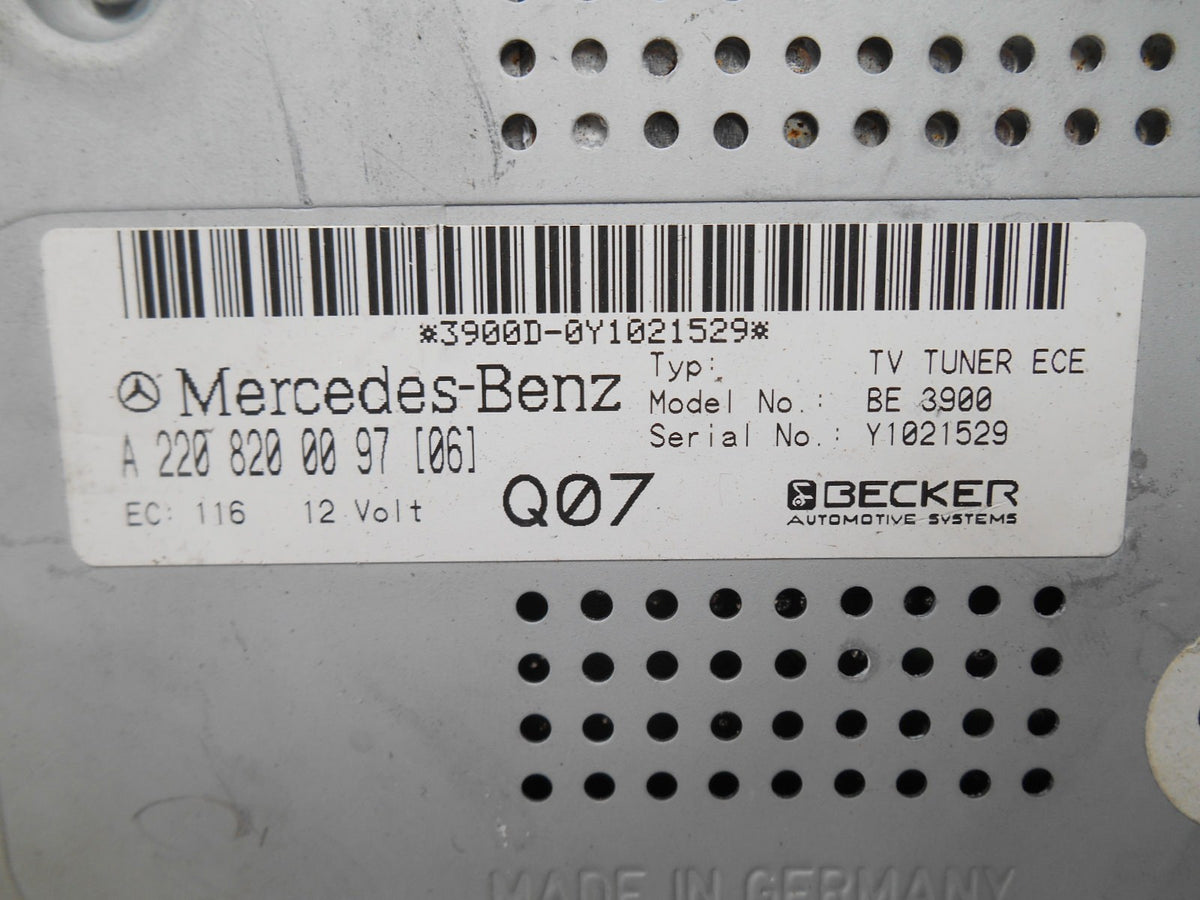 *3900D-0Y1021529*
Mercedes-Benz
Typ: TV TUNER ECE
Model No.: BE 3900
Serial No.: Y1021529
A 220 820 00 97 [06]
EC: 116 12 Volt
Q07
BECKER
AUTOMOTIVE SYSTEMS
MADE IN GERMANY